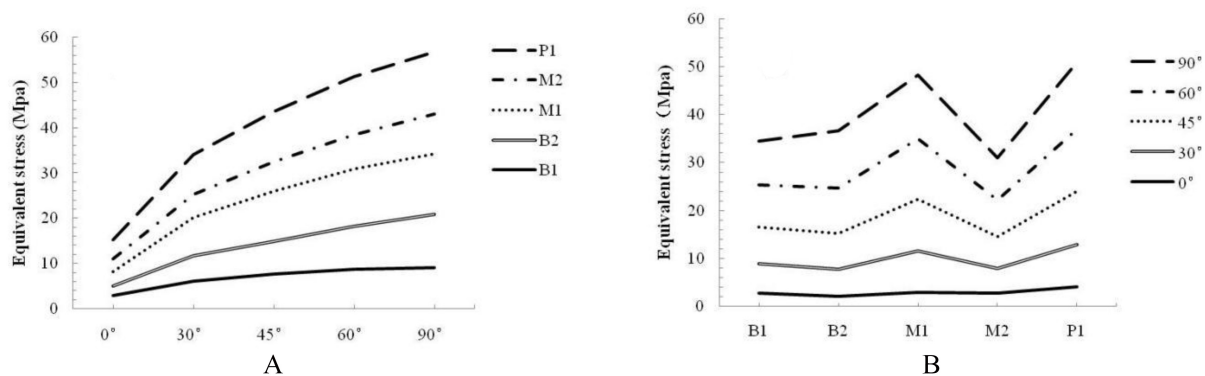 60
50
40
30
20
10
0
Equivalent stress (Mpa)
0° 30° 45° 60° 90°
P1
M2
M1
B2
B1
A
60
50
40
30
20
10
0
Equivalent stress （Mpa)
B1 B2 M1 M2 P1
90°
60°
45°
30°
0°
B